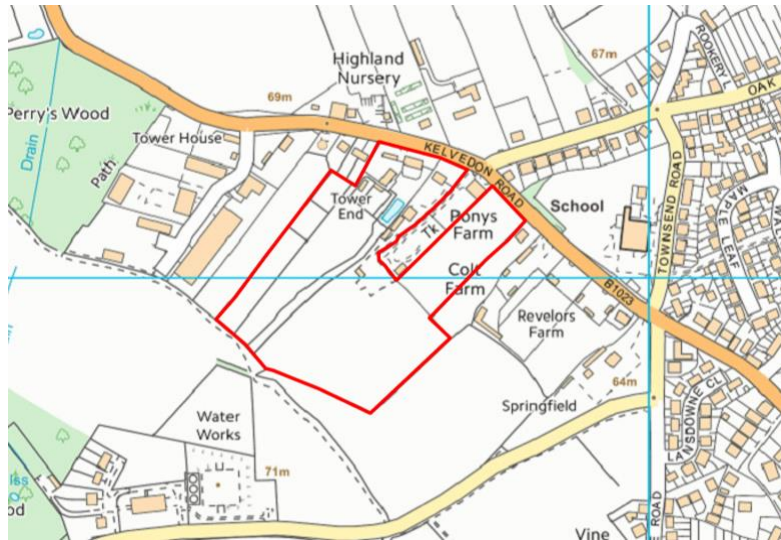 67m
ROOKERY
Highland
Nursery
69m
OAK
Perry's Wood
Drain
Path
Tower House
KELVEDON ROAD
Tower
End
Tk
Ponys
Farm
School
TOWNSEND ROAD
MAPLE LEAF
Colt
Farm
B1023
Revelors
Farm
64m
Springfield
LANSDOWNE CL
Water
Works
71m
ROAD
Vine